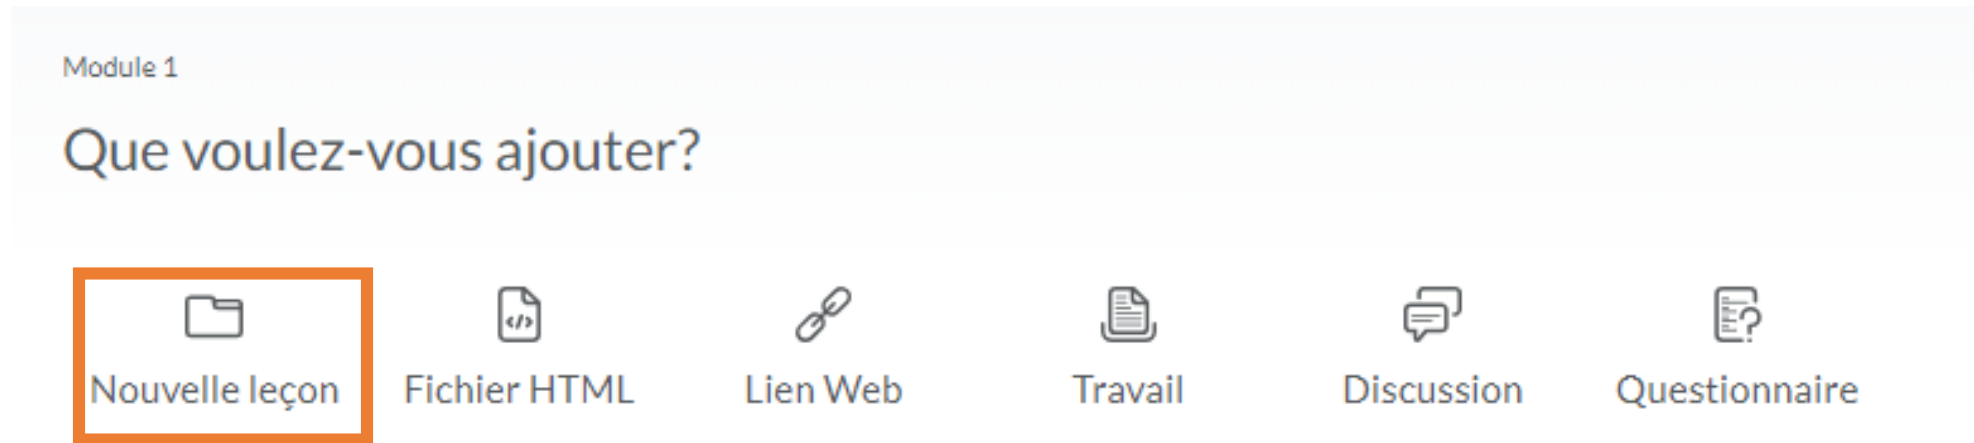 Module 1
Que voulez-vous ajouter?
Nouvelle leçon Fichier HTML Lien Web Travail Discussion Questionnaire